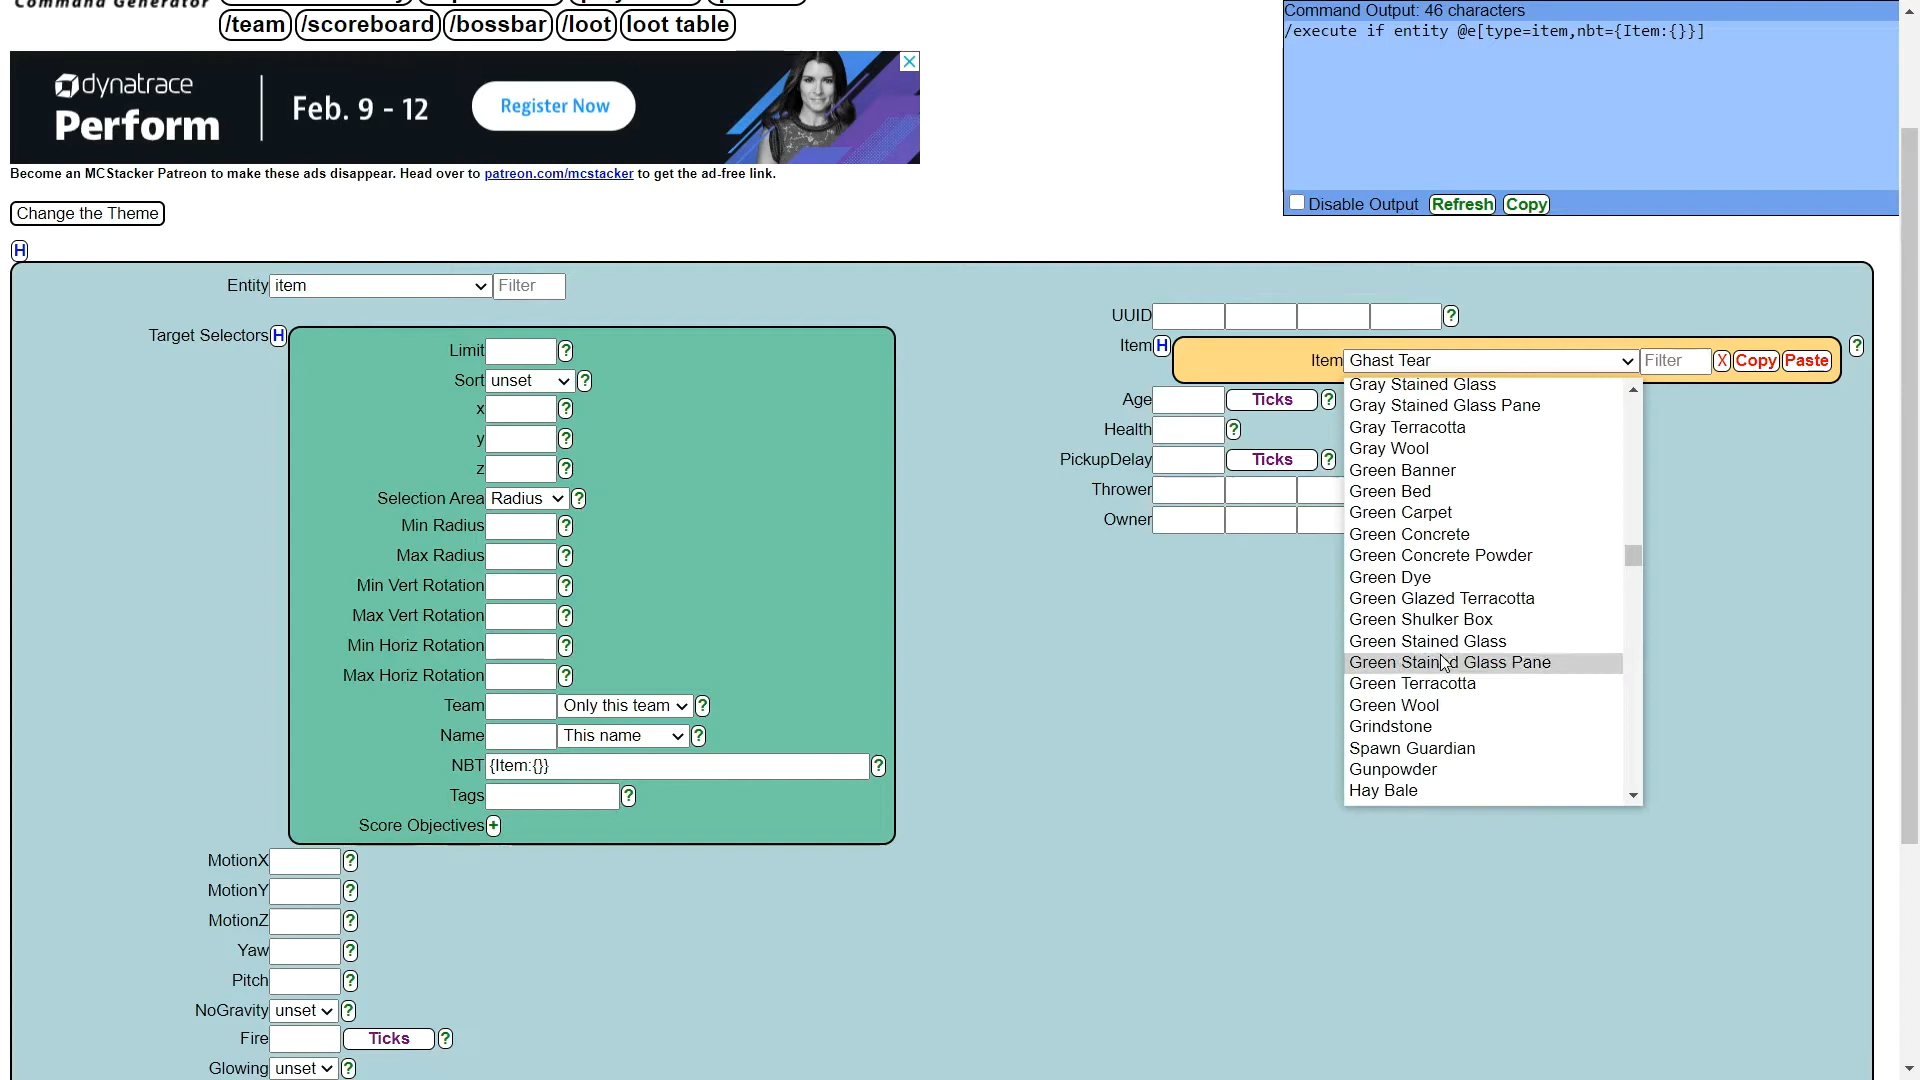 Command Generator
/team /scoreboard /bossbar /loot loot table
Command Output: 46 characters
/execute if entity @e[type=item,nbt={Item:{}}]
dynatrace
Perform
Feb. 9 - 12
Register Now
Become an MCStacker Patreon to make these ads disappear. Head over to patreon.com/mcstacker to get the ad-free link.
Disable Output Refresh Copy
Change the Theme
H
Entity item Filter
Target Selectors H
Limit ?
Sort unset ?
x ?
y ?
z ?
Selection Area Radius ?
Min Radius ?
Max Radius ?
Min Vert Rotation ?
Max Vert Rotation ?
Min Horiz Rotation ?
Max Horiz Rotation ?
Team Only this team ?
Name This name ?
NBT {Item:{}} ?
Tags ?
Score Objectives +
MotionX ?
MotionY ?
MotionZ ?
Yaw ?
Pitch ?
NoGravity unset ?
Fire Ticks ?
Glowing unset ?
UUID ?
Item H Item Ghast Tear Filter X Copy Paste ?
Age Ticks ?
Health ?
PickupDelay Ticks ?
Thrower
Owner
Gray Stained Glass
Gray Stained Glass Pane
Gray Terracotta
Gray Wool
Green Banner
Green Bed
Green Carpet
Green Concrete
Green Concrete Powder
Green Dye
Green Glazed Terracotta
Green Shulker Box
Green Stained Glass
Green Stained Glass Pane
Green Terracotta
Green Wool
Grindstone
Spawn Guardian
Gunpowder
Hay Bale